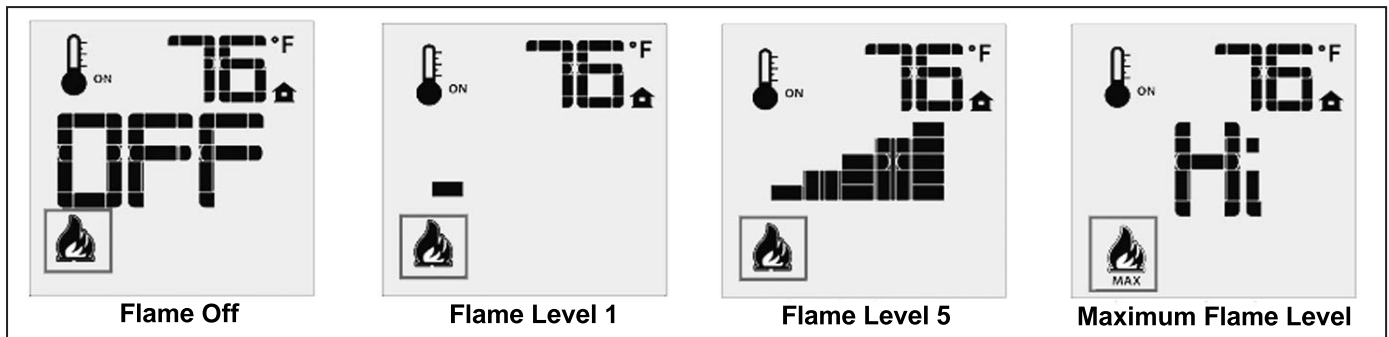 76°F
ON
OFF
Flame Off
76°F
ON
Flame Level 1
76°F
ON
Flame Level 5
76°F
ON
Hi
MAX
Maximum Flame Level